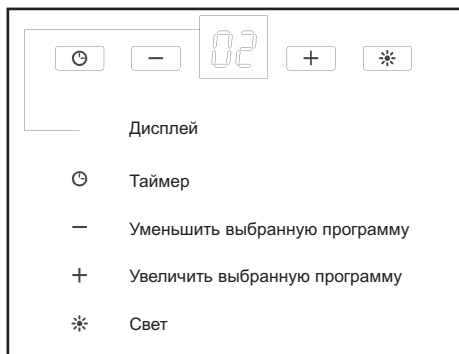 02
Дисплей
Таймер
− Уменьшить выбранную программу
+ Увеличить выбранную программу
Свет